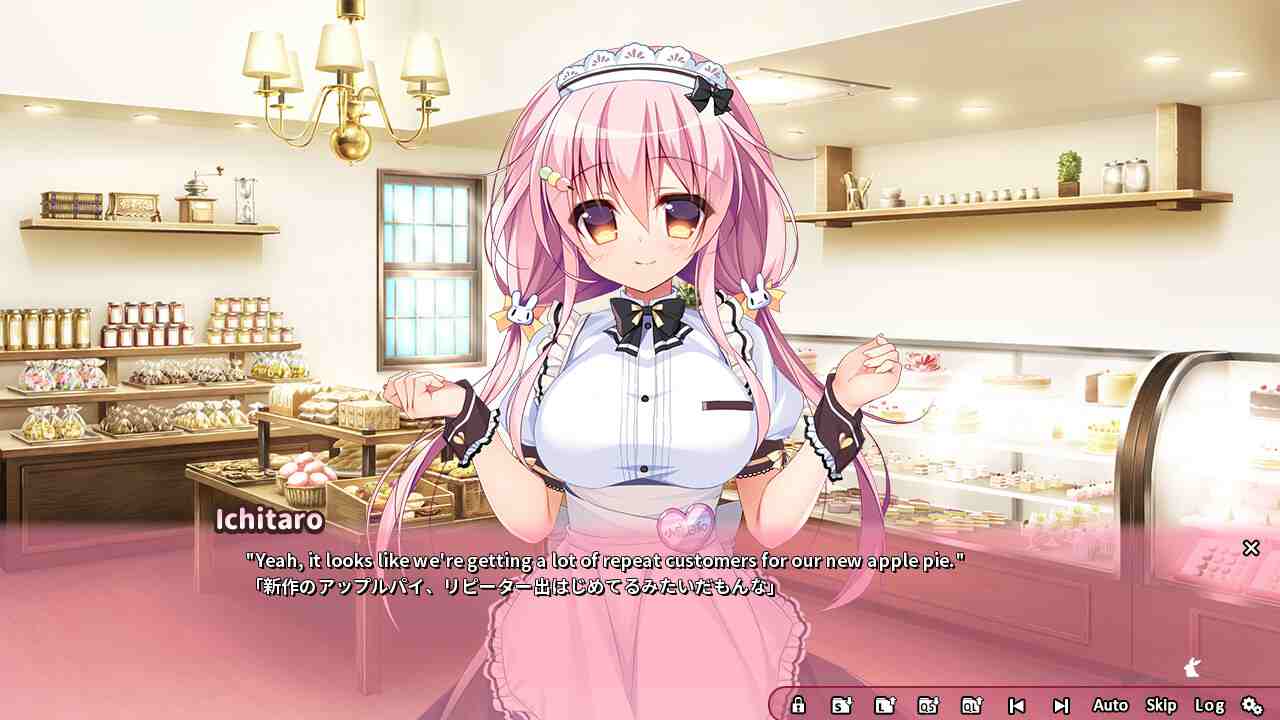 Ichitaro
"Yeah, it looks like we're getting a lot of repeat customers for our new apple pie."
「新作のアップルパイ、リピーター出はじめてるみたいだもんな」
S L QS QL Auto Skip Log